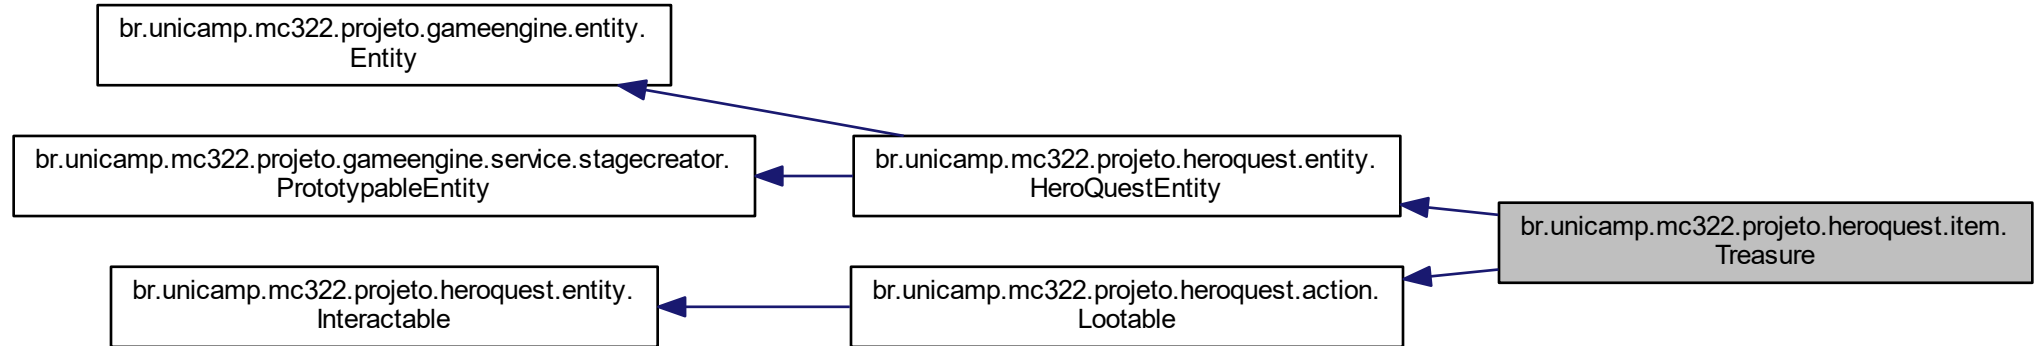 br.unicamp.mc322.projeto.gameengine.entity.
Entity
br.unicamp.mc322.projeto.gameengine.service.stagecreator.
PrototypableEntity
br.unicamp.mc322.projeto.heroquest.entity.
HeroQuestEntity
br.unicamp.mc322.projeto.heroquest.item.
Treasure
br.unicamp.mc322.projeto.heroquest.entity.
Interactable
br.unicamp.mc322.projeto.heroquest.action.
Lootable